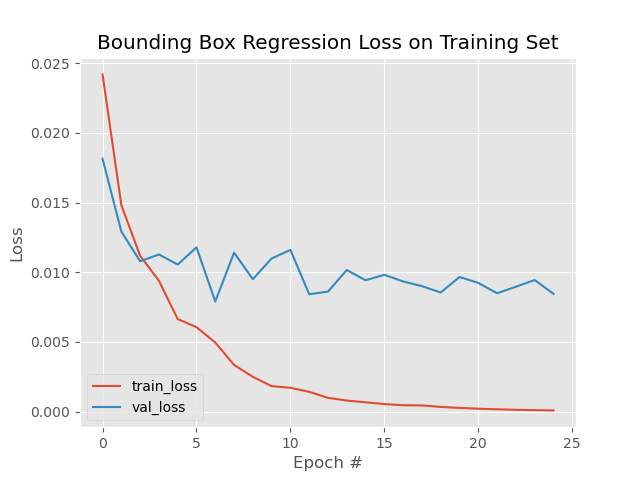 Bounding Box Regression Loss on Training Set
0.025
0.020
0.015
0.010
0.005
0.000
Loss
train_loss
val_loss
0 5 10 15 20 25
Epoch #